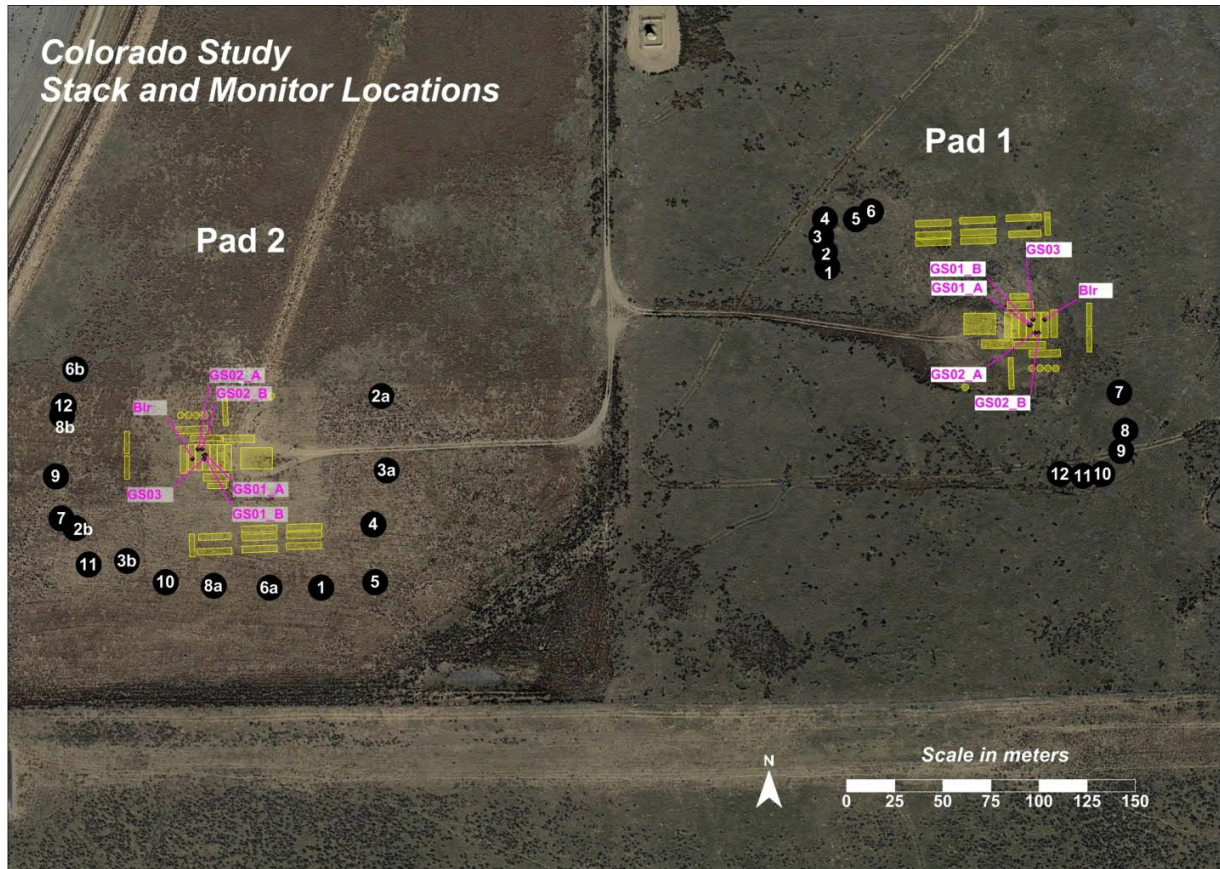 Colorado Study
Stack and Monitor Locations
Pad 1
4
5
6
3
2
1
GS03
GS01_B
GS01_A
Blr
GS02_A
GS02_B
7
8
9
12
11
10
Pad 2
6b
12
8b
9
7
2b
11
3b
10
8a
6a
1
5
4
3a
2a
GS02_A
GS02_B
Blr
GS03
GS01_A
GS01_B
N
Scale in meters
0 25 50 75 100 125 150